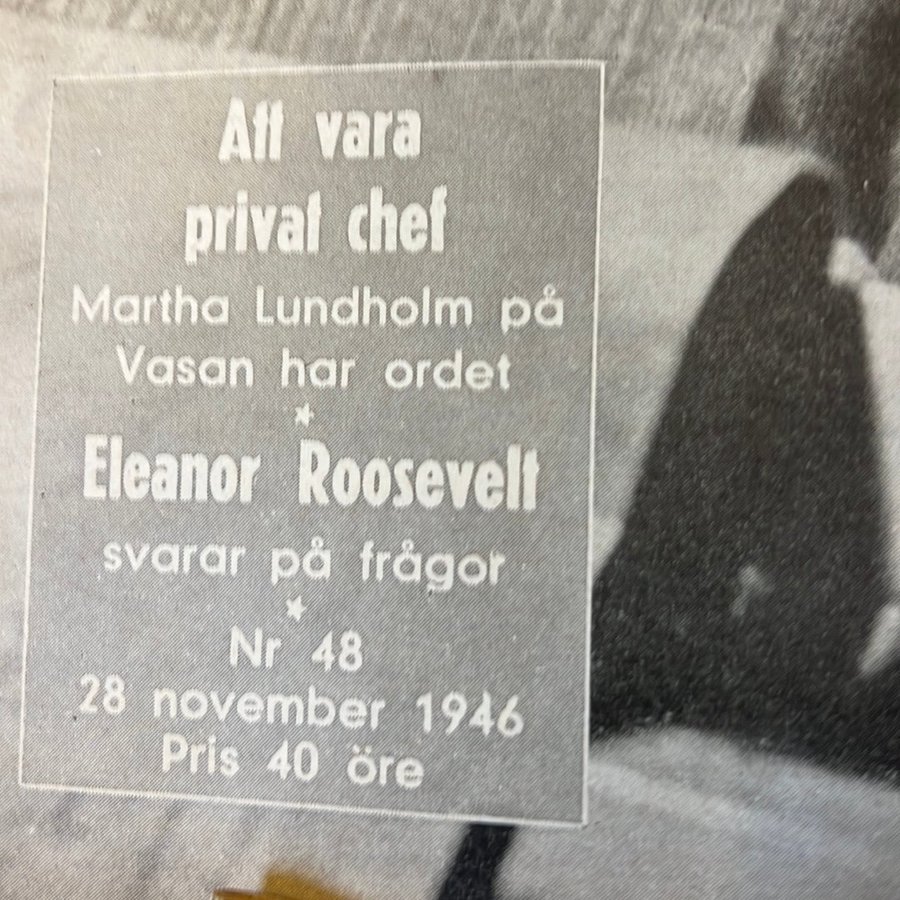 Att vara
privat chef
Martha Lundholm på
Vasan har ordet
*
Eleanor Roosevelt
svarar på frågor
*
Nr 48
28 november 1946
Pris 40 öre